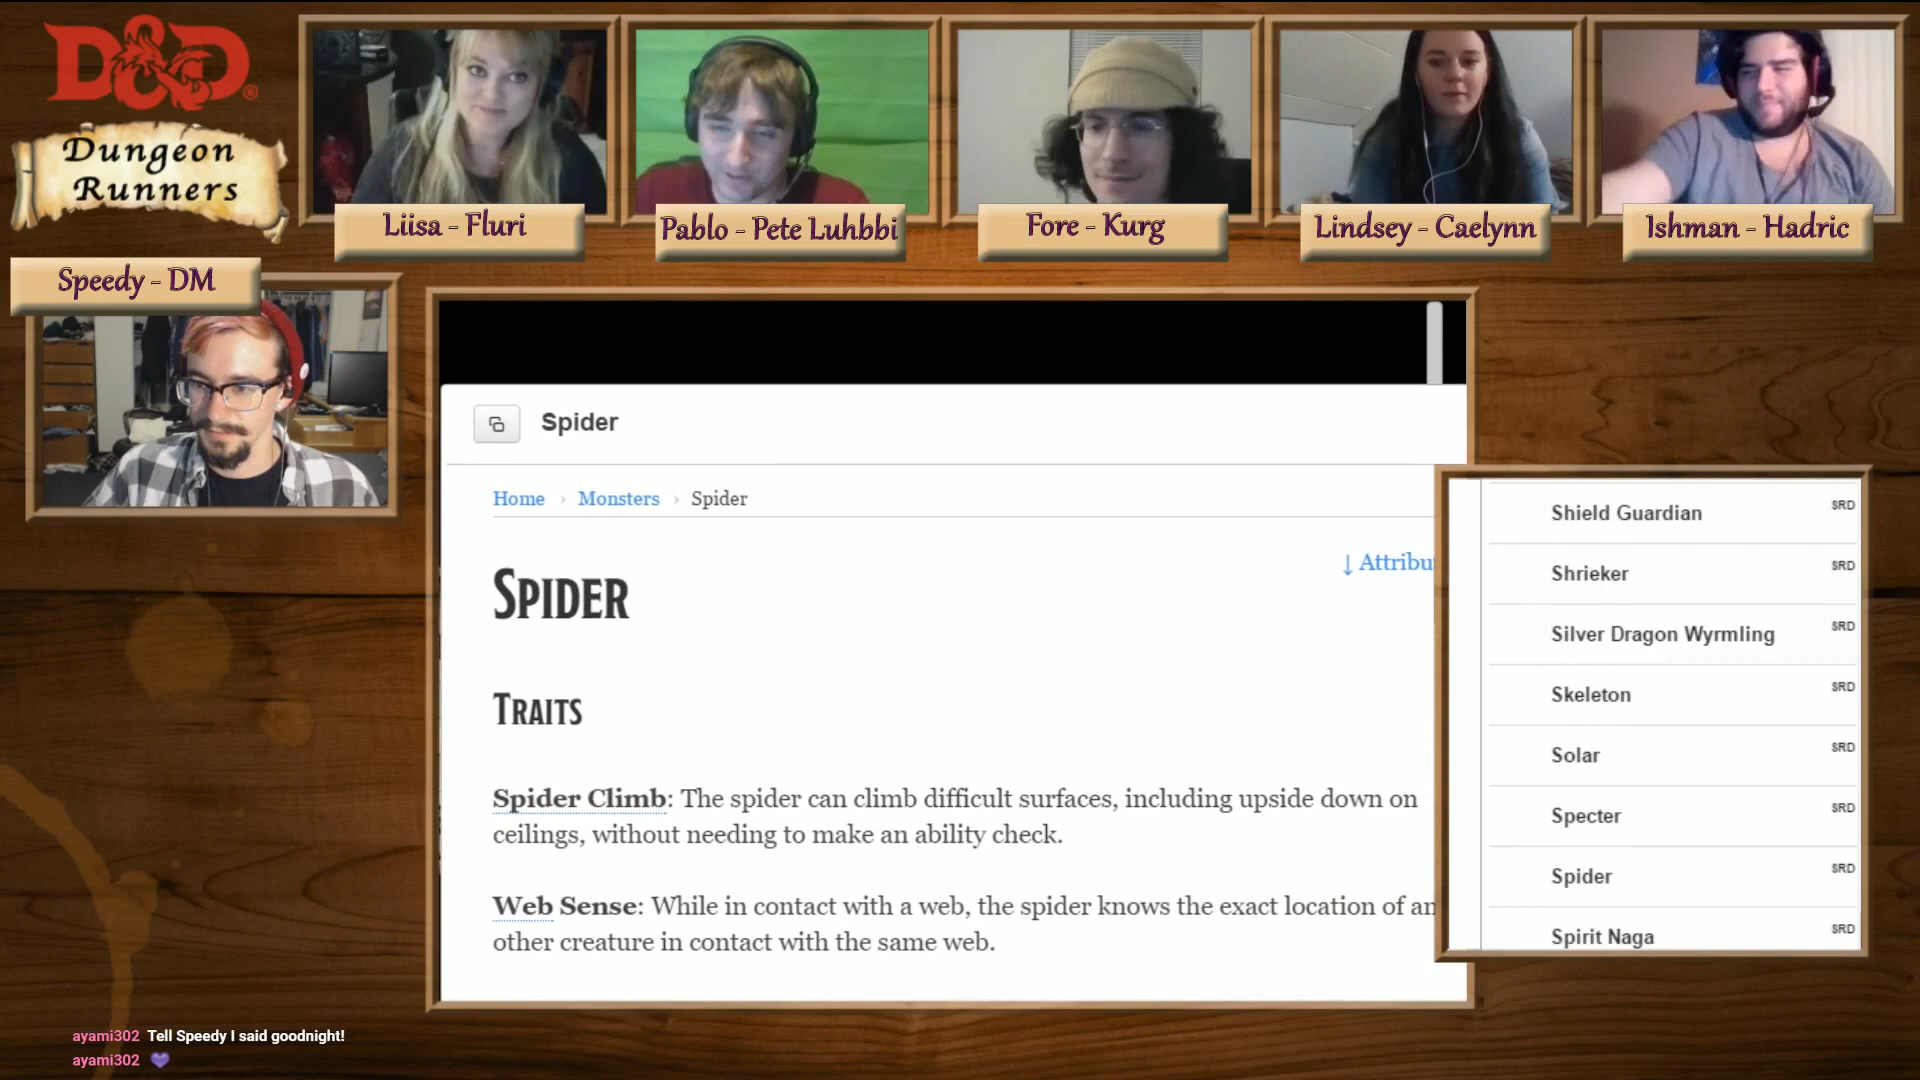 D&D
Dungeon
Runners
Liisa - Fluri
Pablo - Pete Luhbbi
Fore - Kurg
Lindsey - Caelynn
Ishman - Hadric
Speedy - DM
Spider
Home › Monsters › Spider
↓ Attribu
SPIDER
TRAITS
Spider Climb: The spider can climb difficult surfaces, including upside down on
ceilings, without needing to make an ability check.
Web Sense: While in contact with a web, the spider knows the exact location of an
other creature in contact with the same web.
Shield Guardian SRD
Shrieker SRD
Silver Dragon Wyrmling SRD
Skeleton SRD
Solar SRD
Specter SRD
Spider SRD
Spirit Naga SRD
ayami302 Tell Speedy I said goodnight!
ayami302 💜